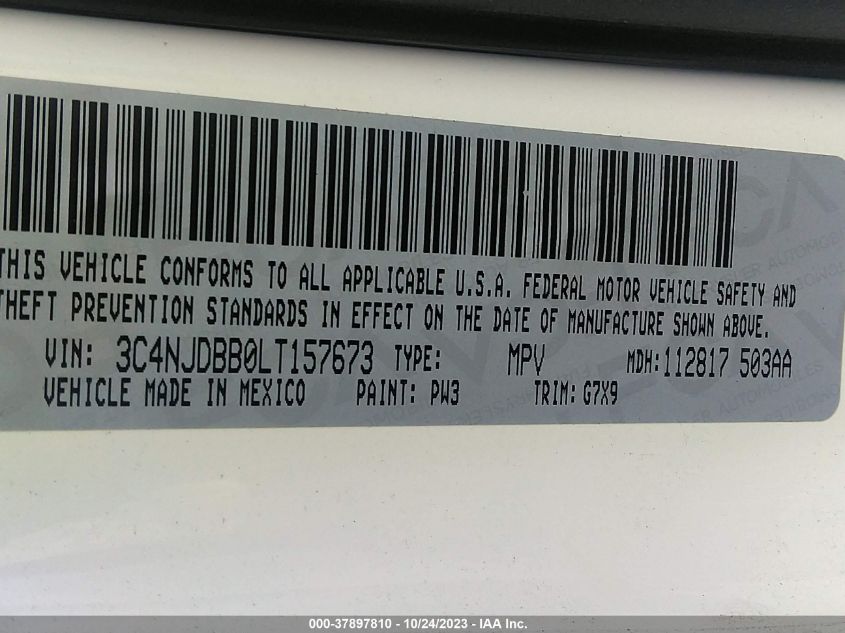 THIS VEHICLE CONFORMS TO ALL APPLICABLE U.S.A. FEDERAL MOTOR VEHICLE SAFETY AND
THEFT PREVENTION STANDARDS IN EFFECT ON THE DATE OF MANUFACTURE SHOWN ABOVE.
VIN: 3C4NJDBB0LT157673 TYPE: MPV MDH:112817 503AA
VEHICLE MADE IN MEXICO PAINT: PW3 TRIM: G7X9
000-37897810 - 10/24/2023 - IAA Inc.